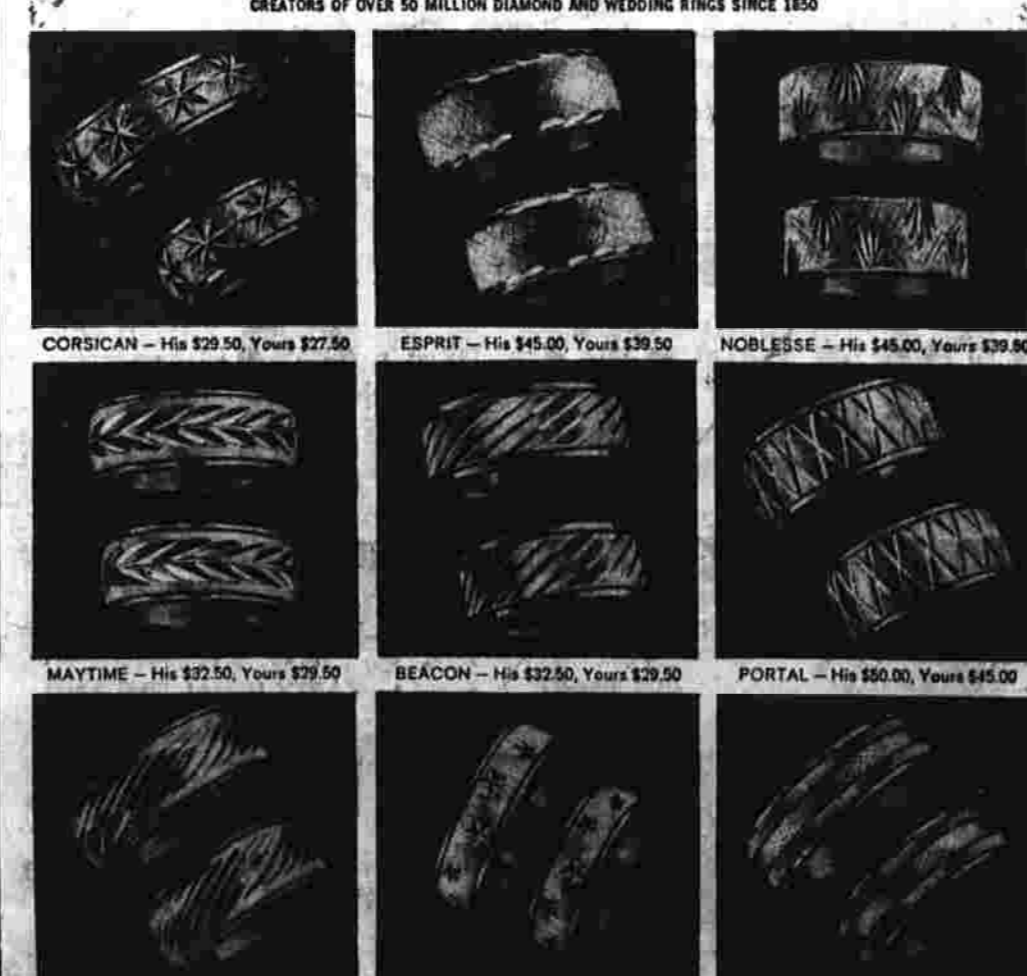 CREATORS OF OVER 50 MILLION DIAMOND AND WEDDING RINGS SINCE 1850
CORSICAN – His $29.50, Yours $27.50
ESPRIT – His $45.00, Yours $39.50
NOBLESSE – His $45.00, Yours $39.50
MAYTIME – His $32.50, Yours $29.50
BEACON – His $32.50, Yours $29.50
PORTAL – His $50.00, Yours $45.00